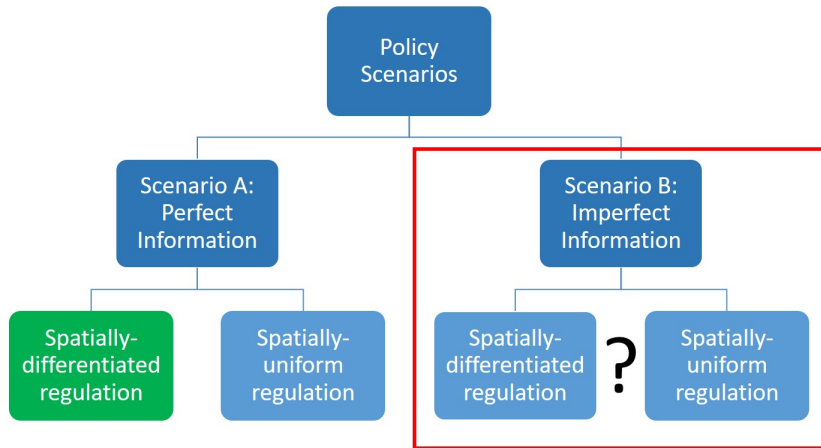 Policy
Scenarios
Scenario A:
Perfect
Information
Scenario B:
Imperfect
Information
Spatially-
differentiated
regulation
Spatially-
uniform
regulation
Spatially-
differentiated
regulation
?
Spatially-
uniform
regulation